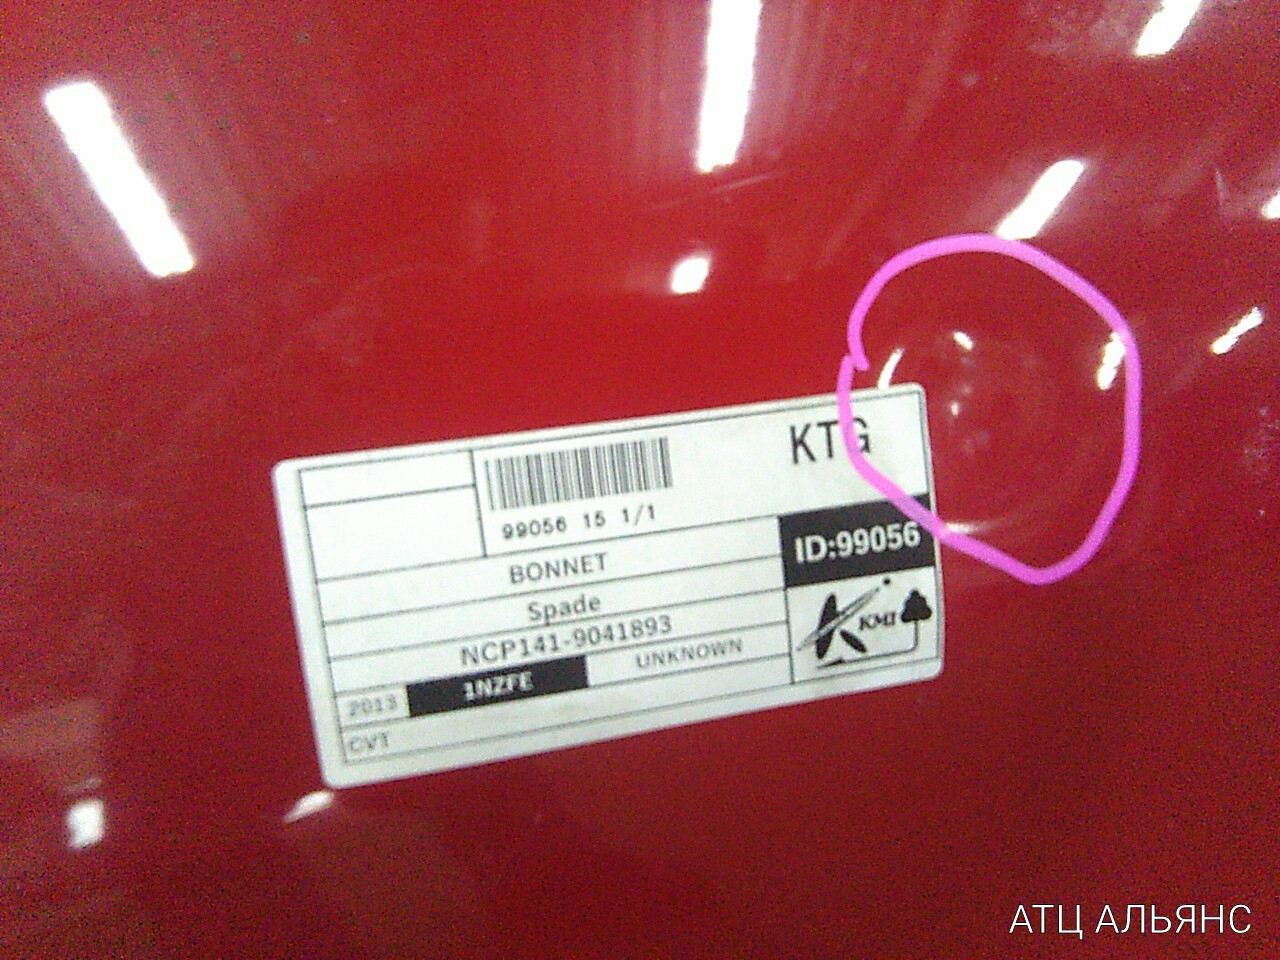 KTG
99056 15 1/1
BONNET
ID:99056
Spade
NCP141-9041893
KMI
2013 1NZFE UNKNOWN
CVT
АТЦ АЛЬЯНС